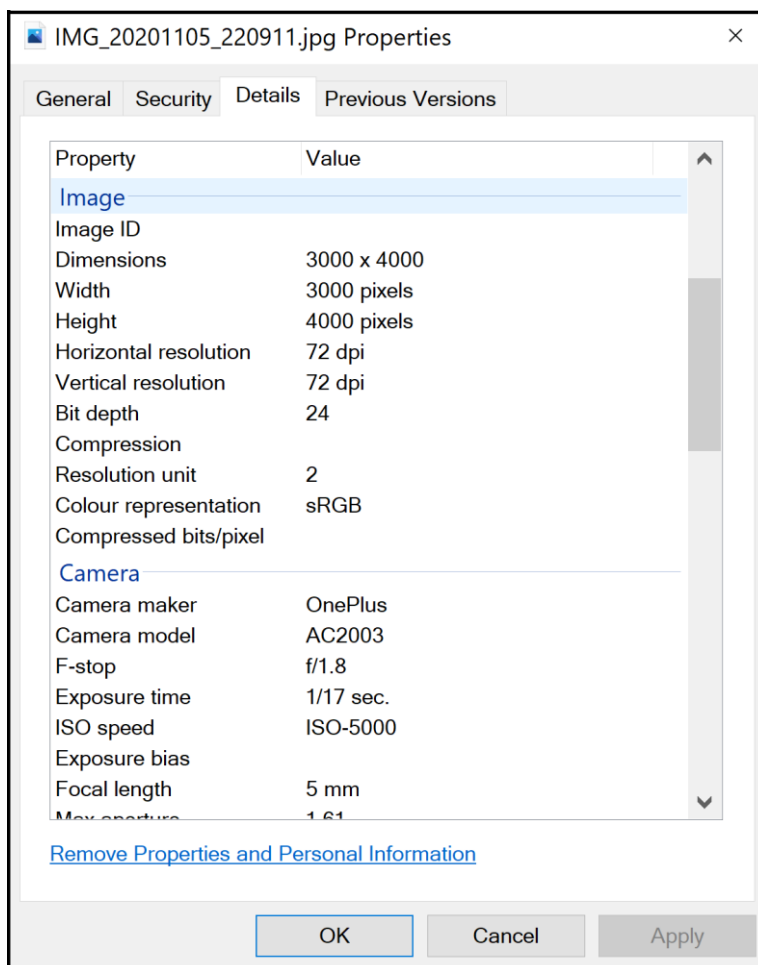 IMG_20201105_220911.jpg Properties
General Security Details Previous Versions
Property Value
Image
Image ID
Dimensions 3000 x 4000
Width 3000 pixels
Height 4000 pixels
Horizontal resolution 72 dpi
Vertical resolution 72 dpi
Bit depth 24
Compression
Resolution unit 2
Colour representation sRGB
Compressed bits/pixel
Camera
Camera maker OnePlus
Camera model AC2003
F-stop f/1.8
Exposure time 1/17 sec.
ISO speed ISO-5000
Exposure bias
Focal length 5 mm
Max aperture 1.61
Remove Properties and Personal Information
OK Cancel Apply